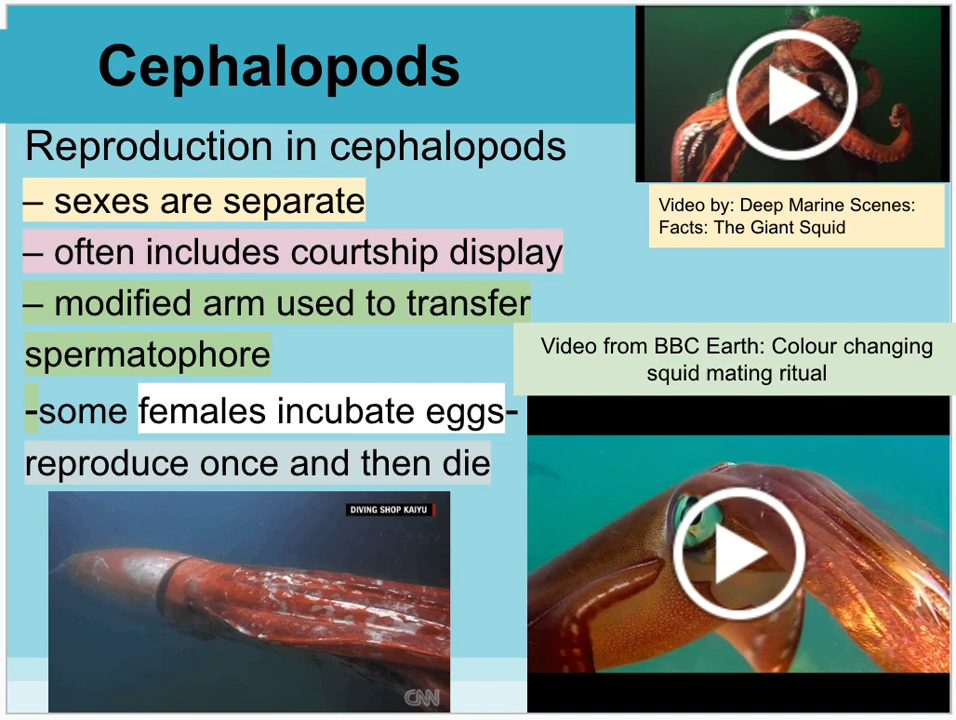 Cephalopods
Reproduction in cephalopods
– sexes are separate
– often includes courtship display
– modified arm used to transfer
spermatophore
-some females incubate eggs-
reproduce once and then die
Video by: Deep Marine Scenes:
Facts: The Giant Squid
Video from BBC Earth: Colour changing
squid mating ritual
DIVING SHOP KAIYU
CNN